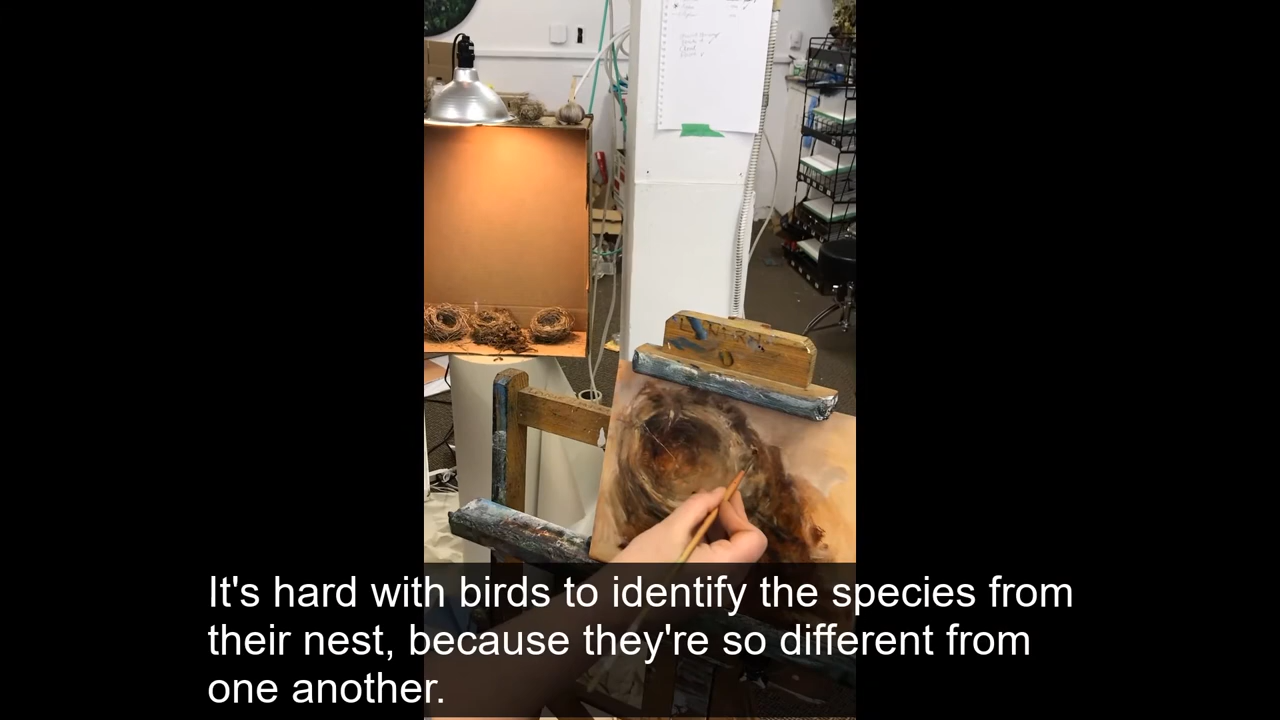 It's hard with birds to identify the species from
their nest, because they're so different from
one another.